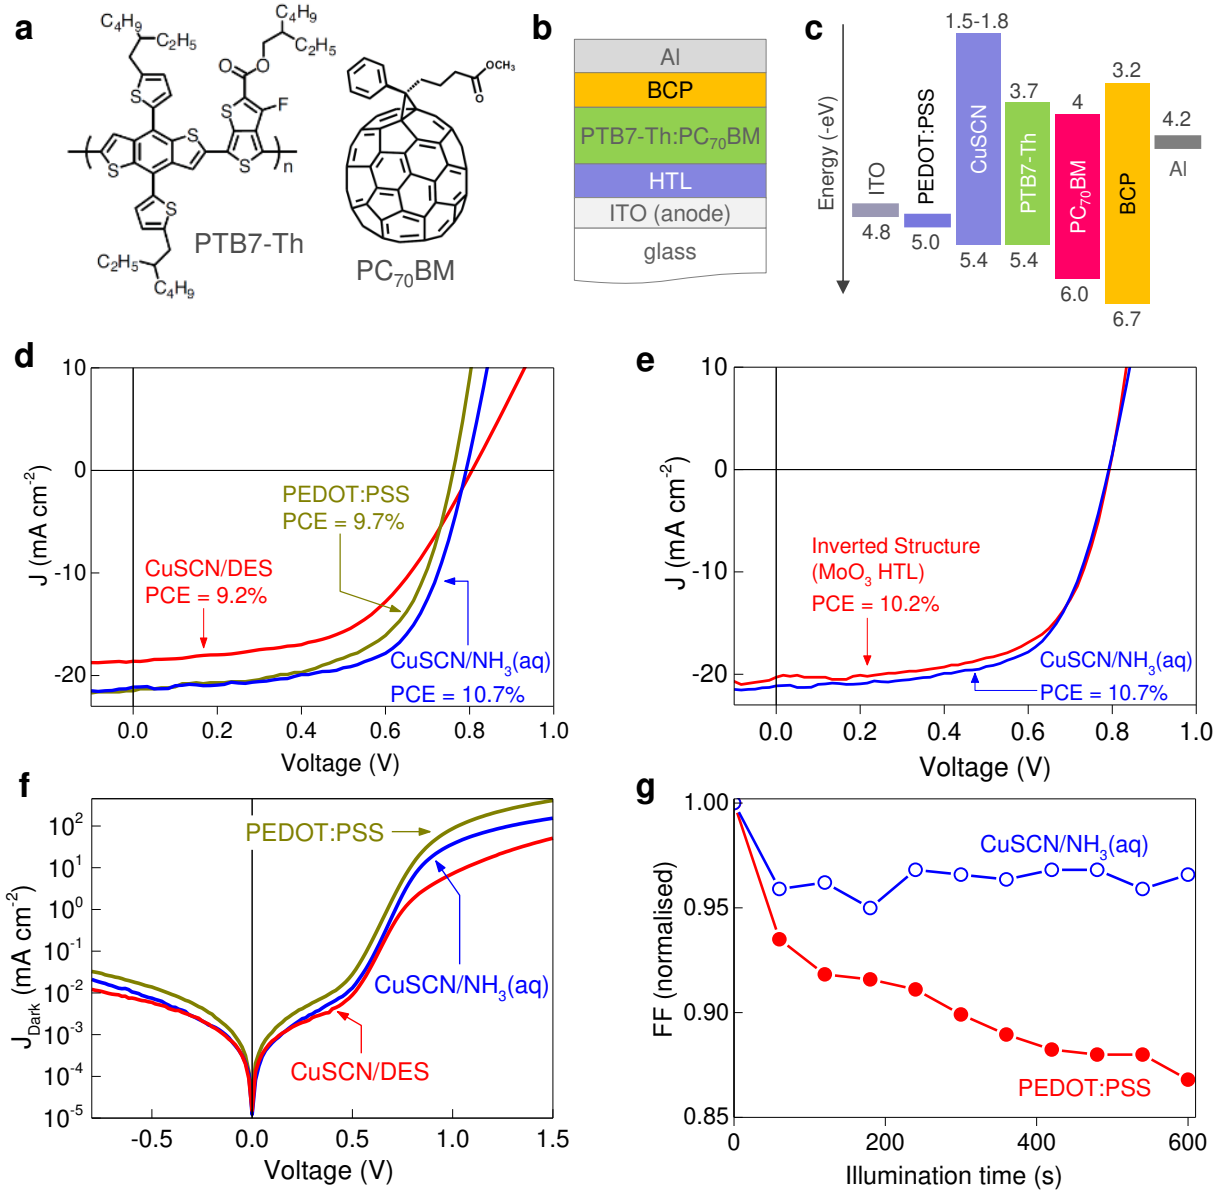 a
C₄H₉
C₂H₅
C₄H₉
C₂H₅
O
O
F
S
S
S
S
S
S
n
C₂H₅
C₄H₉
PTB7-Th
OCH₃
O
PC₇₀BM
b
Al
BCP
PTB7-Th:PC₇₀BM
HTL
ITO (anode)
glass
c
Energy (-eV)
1.5-1.8
3.7
4
3.2
4.2
ITO
PEDOT:PSS
CuSCN
PTB7-Th
PC₇₀BM
BCP
Al
4.8
5.0
5.4
5.4
6.0
6.7
d
10
0
-10
-20
J (mA cm⁻²)
PEDOT:PSS
PCE = 9.7%
CuSCN/DES
PCE = 9.2%
CuSCN/NH₃(aq)
PCE = 10.7%
0.0 0.2 0.4 0.6 0.8 1.0
Voltage (V)
e
10
0
-10
-20
J (mA cm⁻²)
Inverted Structure
(MoO₃ HTL)
PCE = 10.2%
CuSCN/NH₃(aq)
PCE = 10.7%
0.0 0.2 0.4 0.6 0.8 1.0
Voltage (V)
f
10²
10¹
10⁰
10⁻¹
10⁻²
10⁻³
10⁻⁴
10⁻⁵
J_Dark (mA cm⁻²)
PEDOT:PSS
CuSCN/NH₃(aq)
CuSCN/DES
-0.5 0.0 0.5 1.0 1.5
Voltage (V)
g
1.00
0.95
0.90
0.85
FF (normalised)
CuSCN/NH₃(aq)
PEDOT:PSS
0 200 400 600
Illumination time (s)